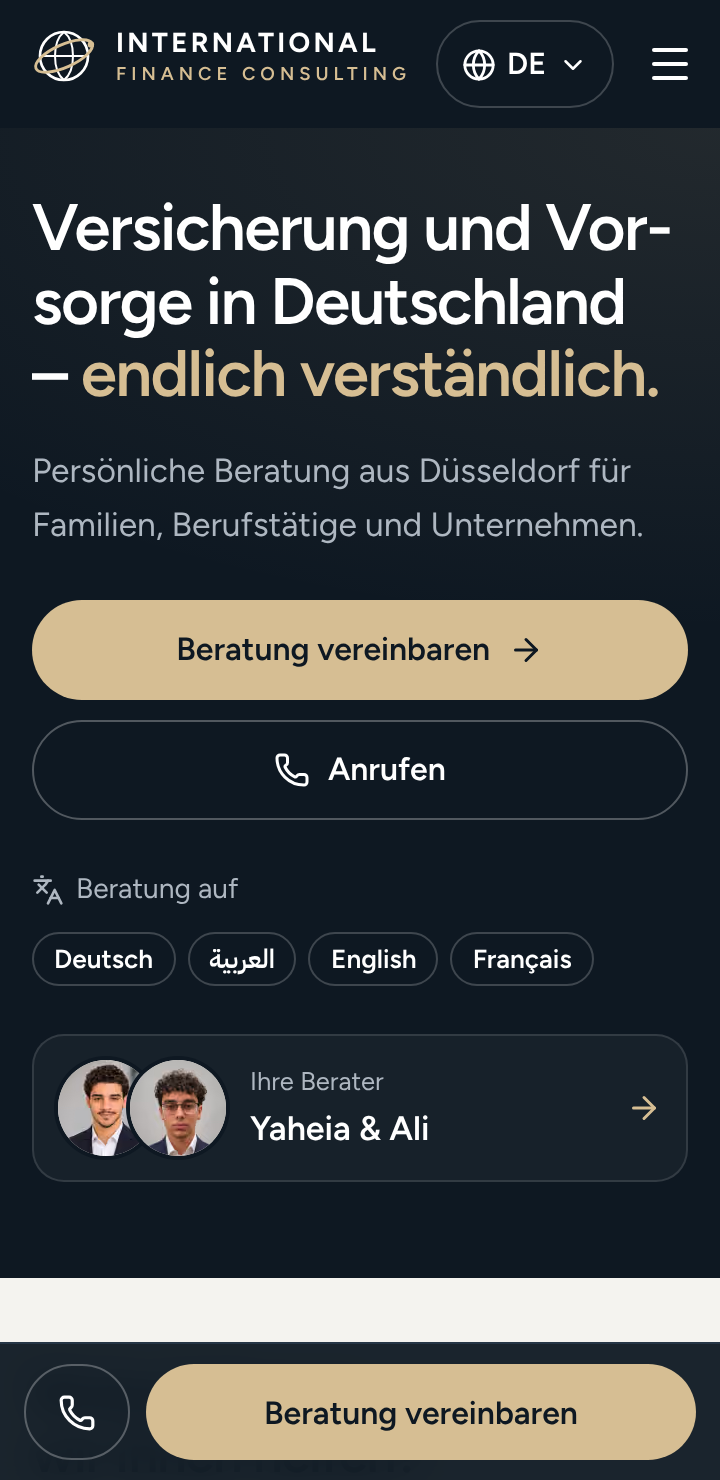 INTERNATIONAL
FINANCE CONSULTING
DE
Versicherung und Vor-
sorge in Deutschland
– endlich verständlich.
Persönliche Beratung aus Düsseldorf für
Familien, Berufstätige und Unternehmen.
Beratung vereinbaren
Anrufen
Beratung auf
Deutsch العربية English Français
Ihre Berater
Yaheia & Ali
Beratung vereinbaren